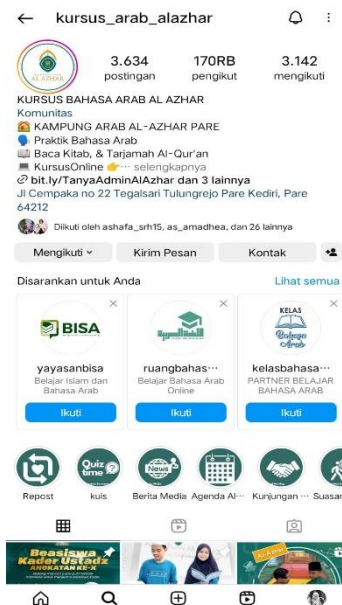 kursus_arab_alazhar
AL AZHAR
3.634
170RB
3.142
postingan
pengikut
mengikuti
KURSUS BAHASA ARAB AL AZHAR
Komunitas
KAMPUNG ARAB AL-AZHAR PARE
Praktik Bahasa Arab
Baca Kitab, & Tarjamah Al-Qur'an
KursusOnline ··· selengkapnya
bit.ly/TanyaAdminAlAzhar dan 3 lainnya
Jl Cempaka no 22 Tegalsari Tulungrejo Pare Kediri, Pare
64212
Diikuti oleh ashafa_srh15, as_amadhea, dan 26 lainnya
Mengikuti
Kirim Pesan
Kontak
Disarankan untuk Anda
Lihat semua
BISA
KELAS
Bahasa
Arab
yayasanbisa
ruangbahas···
kelasbahasa···
Belajar Islam dan
Bahasa Arab
Belajar Bahasa Arab
Online
PARTNER BELAJAR
BAHASA ARAB
Ikuti
Ikuti
Ikuti
Quiz
time
News
Repost
kuis
Berita Media
Agenda Al···
Kunjungan ···
Suasar
Beasiswa
Kader Ustadz
ANGKATAN KE-X